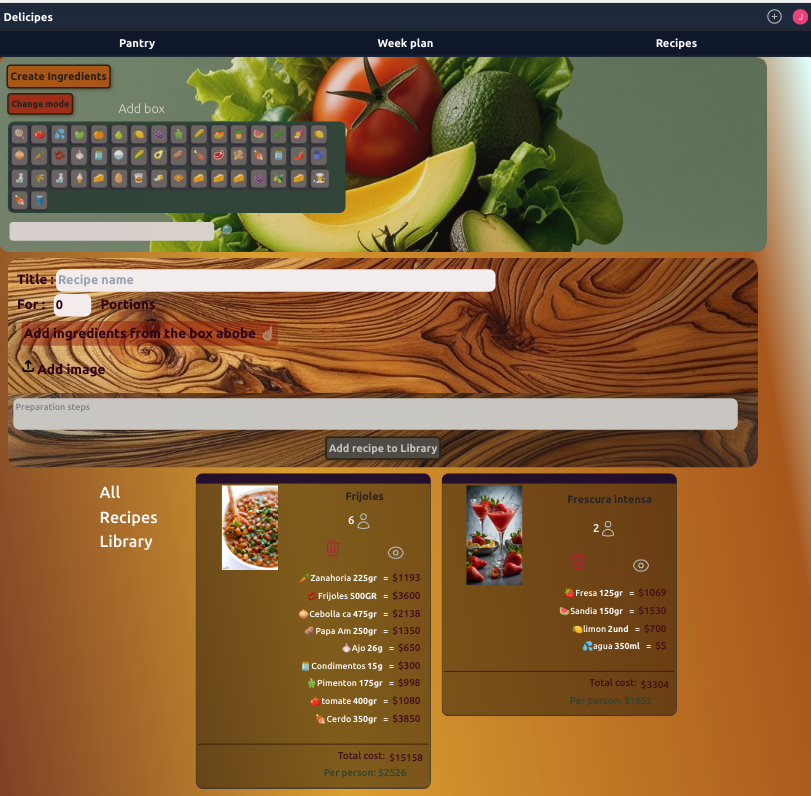 Delicipes
J
Pantry
Week plan
Recipes
Create Ingredients
Change mode
Add box
Title :
Recipe name
For :
0
Portions
Add ingredients from the box abobe ☝
Add image
Preparation steps
Add recipe to Library
All
Recipes
Library
Frijoles
6
Zanahoria 225gr = $1193
Frijoles 500GR = $3600
Cebolla ca 475gr = $2138
Papa Am 250gr = $1350
Ajo 26g = $650
Condimentos 15g = $300
Pimenton 175gr = $998
tomate 400gr = $1080
Cerdo 350gr = $3850
Total cost: $15158
Per person: $2526
Frescura intensa
2
Fresa 125gr = $1069
Sandia 150gr = $1530
limon 2und = $700
agua 350ml = $5
Total cost: $3304
Per person: $1652